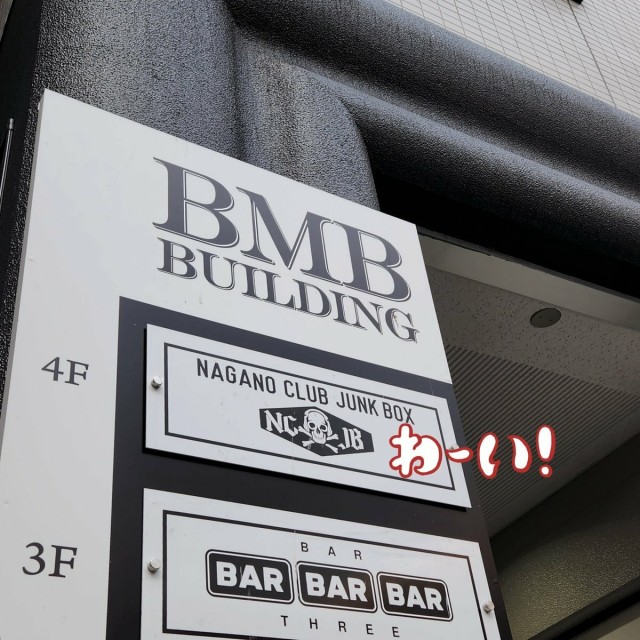 BMB
BUILDING
4F
NAGANO CLUB JUNK BOX
NC JB
わーい!
3F
BAR
BAR BAR BAR
THREE